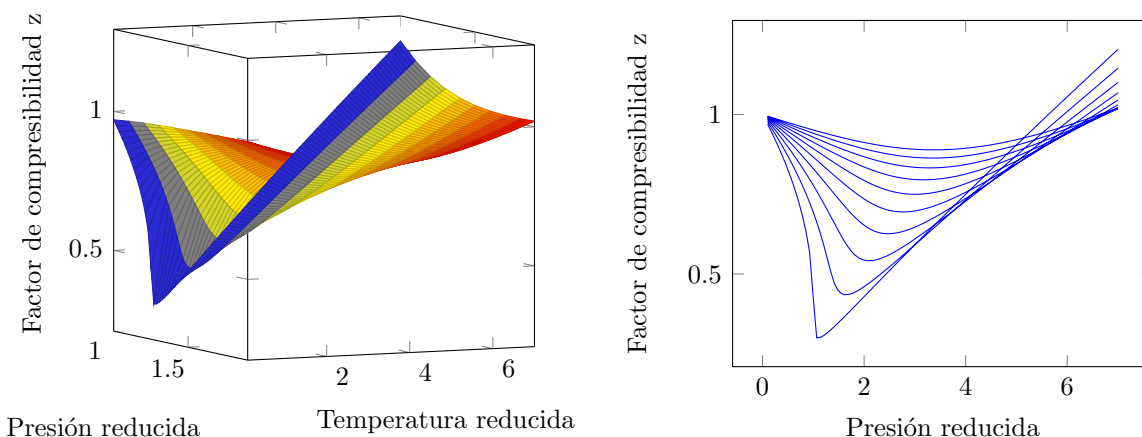 Factor de compresibilidad z
1
0.5
1
1.5
2
4
6
Presión reducida
Temperatura reducida
Factor de compresibilidad z
1
0.5
0
2
4
6
Presión reducida